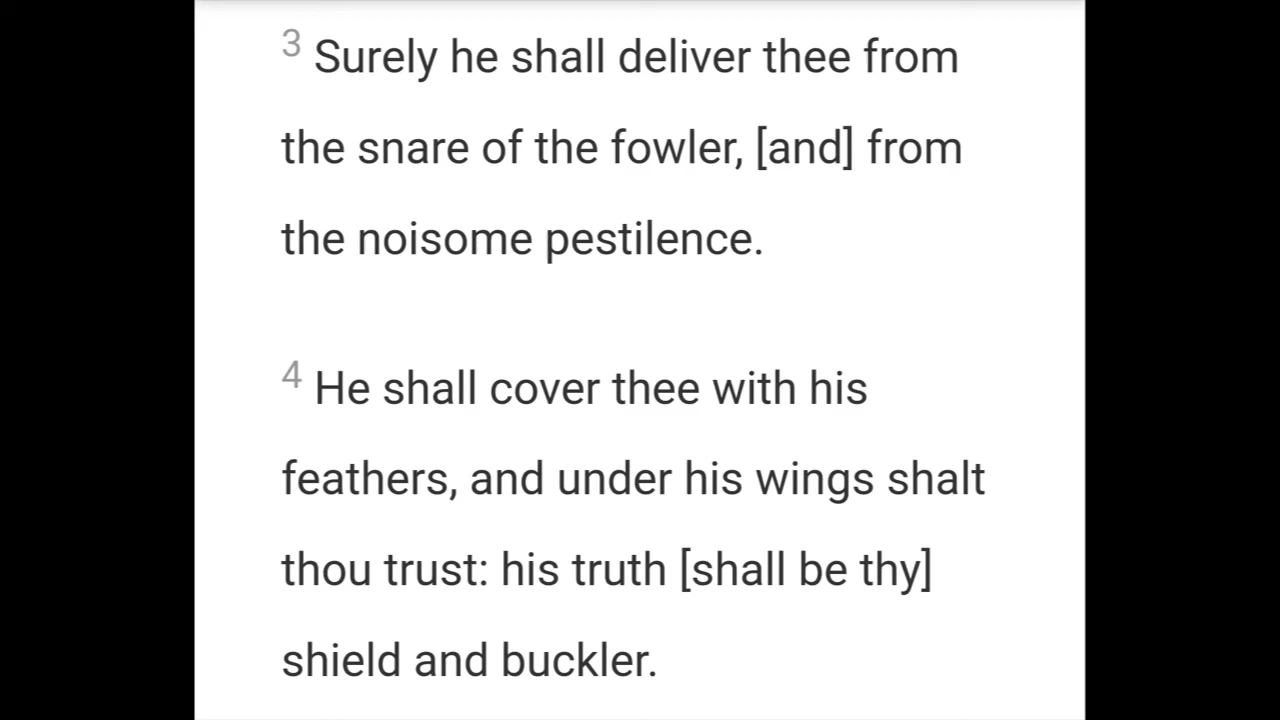 3 Surely he shall deliver thee from
the snare of the fowler, [and] from
the noisome pestilence.
4 He shall cover thee with his
feathers, and under his wings shalt
thou trust: his truth [shall be thy]
shield and buckler.